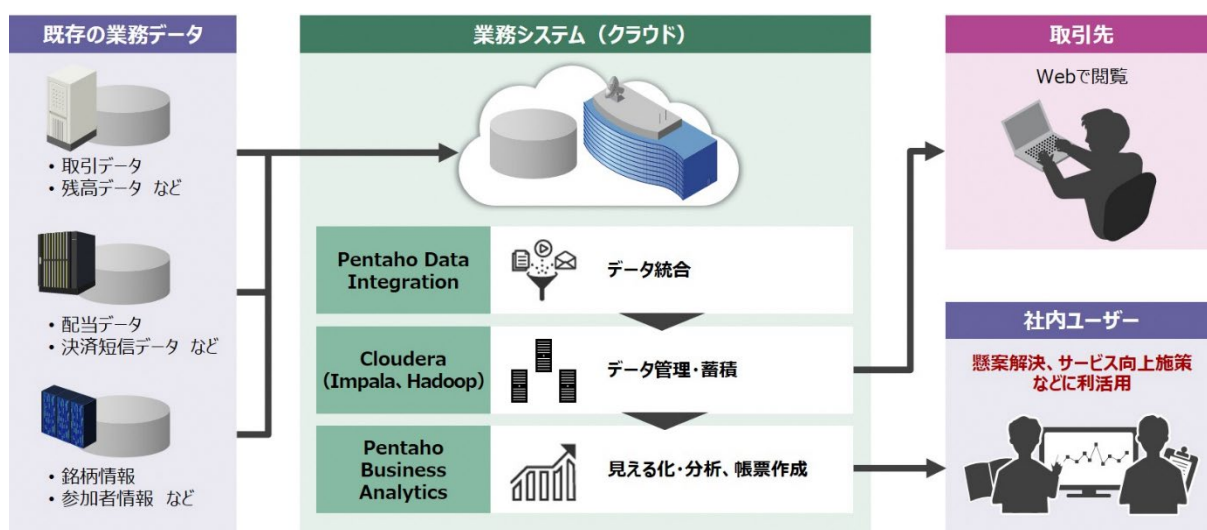 既存の業務データ
・取引データ
・残高データ など
・配当データ
・決済短信データ など
・銘柄情報
・参加者情報 など
業務システム（クラウド）
Pentaho Data
Integration
データ統合
Cloudera
（Impala、Hadoop）
データ管理・蓄積
Pentaho
Business
Analytics
見える化・分析、帳票作成
取引先
Webで閲覧
社内ユーザー
懸案解決、サービス向上施策
などに利活用